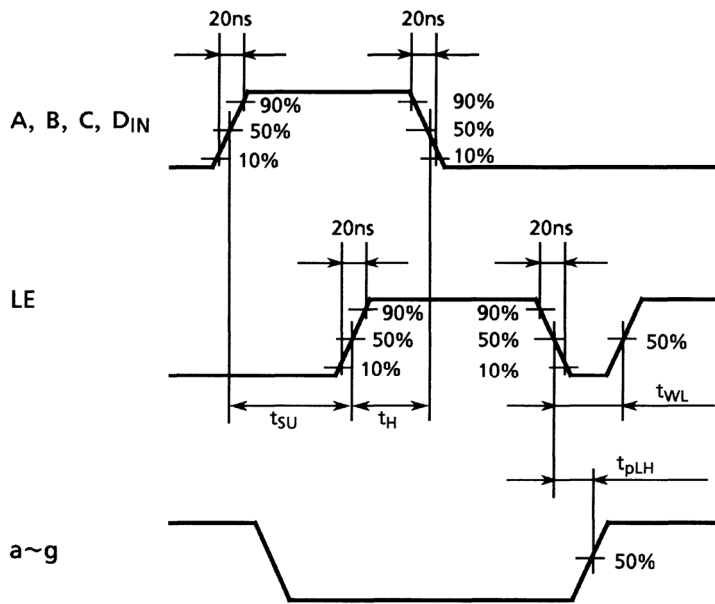 20ns 20ns
A, B, C, DIN
90% 90%
50% 50%
10% 10%
20ns 20ns
LE
90% 90%
50% 50% 50%
10% 10%
tSU tH tWL
tpLH
a~g
50%